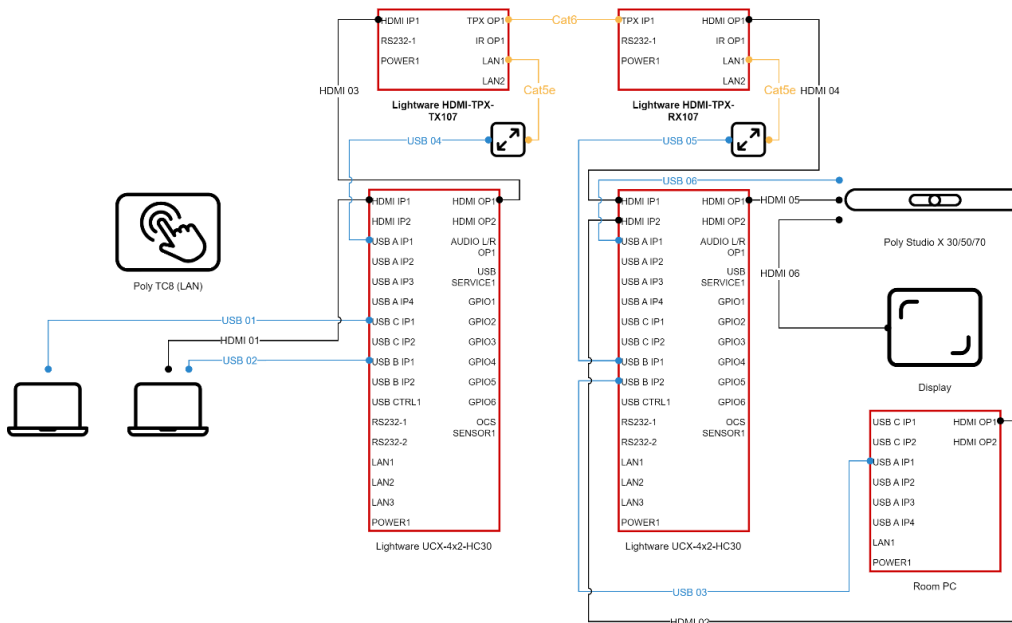 HDMI IP1
TPX OP1
RS232-1
IR OP1
POWER1
LAN1
LAN2
Lightware HDMI-TPX-
TX107
Cat6
TPX IP1
HDMI OP1
RS232-1
IR OP1
POWER1
LAN1
LAN2
Lightware HDMI-TPX-
RX107
HDMI 03
Cat5e
Cat5e
HDMI 04
USB 04
USB 05
USB 06
Poly TC8 (LAN)
USB 01
HDMI 01
USB 02
HDMI IP1
HDMI OP1
HDMI IP2
HDMI OP2
USB A IP1
AUDIO L/R
OP1
USB A IP2
USB
SERVICE1
USB A IP3
USB A IP4
GPIO1
USB C IP1
GPIO2
USB C IP2
GPIO3
USB B IP1
GPIO4
USB B IP2
GPIO5
USB CTRL1
GPIO6
RS232-1
OCS
SENSOR1
RS232-2
LAN1
LAN2
LAN3
POWER1
Lightware UCX-4x2-HC30
HDMI IP1
HDMI OP1
HDMI IP2
HDMI OP2
USB A IP1
AUDIO L/R
OP1
USB A IP2
USB
SERVICE1
USB A IP3
USB A IP4
GPIO1
USB C IP1
GPIO2
USB C IP2
GPIO3
USB B IP1
GPIO4
USB B IP2
GPIO5
USB CTRL1
GPIO6
RS232-1
OCS
SENSOR1
RS232-2
LAN1
LAN2
LAN3
POWER1
Lightware UCX-4x2-HC30
HDMI 05
HDMI 06
Poly Studio X 30/50/70
Display
USB C IP1
HDMI OP1
USB C IP2
HDMI OP2
USB A IP1
USB A IP2
USB A IP3
USB A IP4
LAN1
POWER1
Room PC
USB 03
HDMI 02